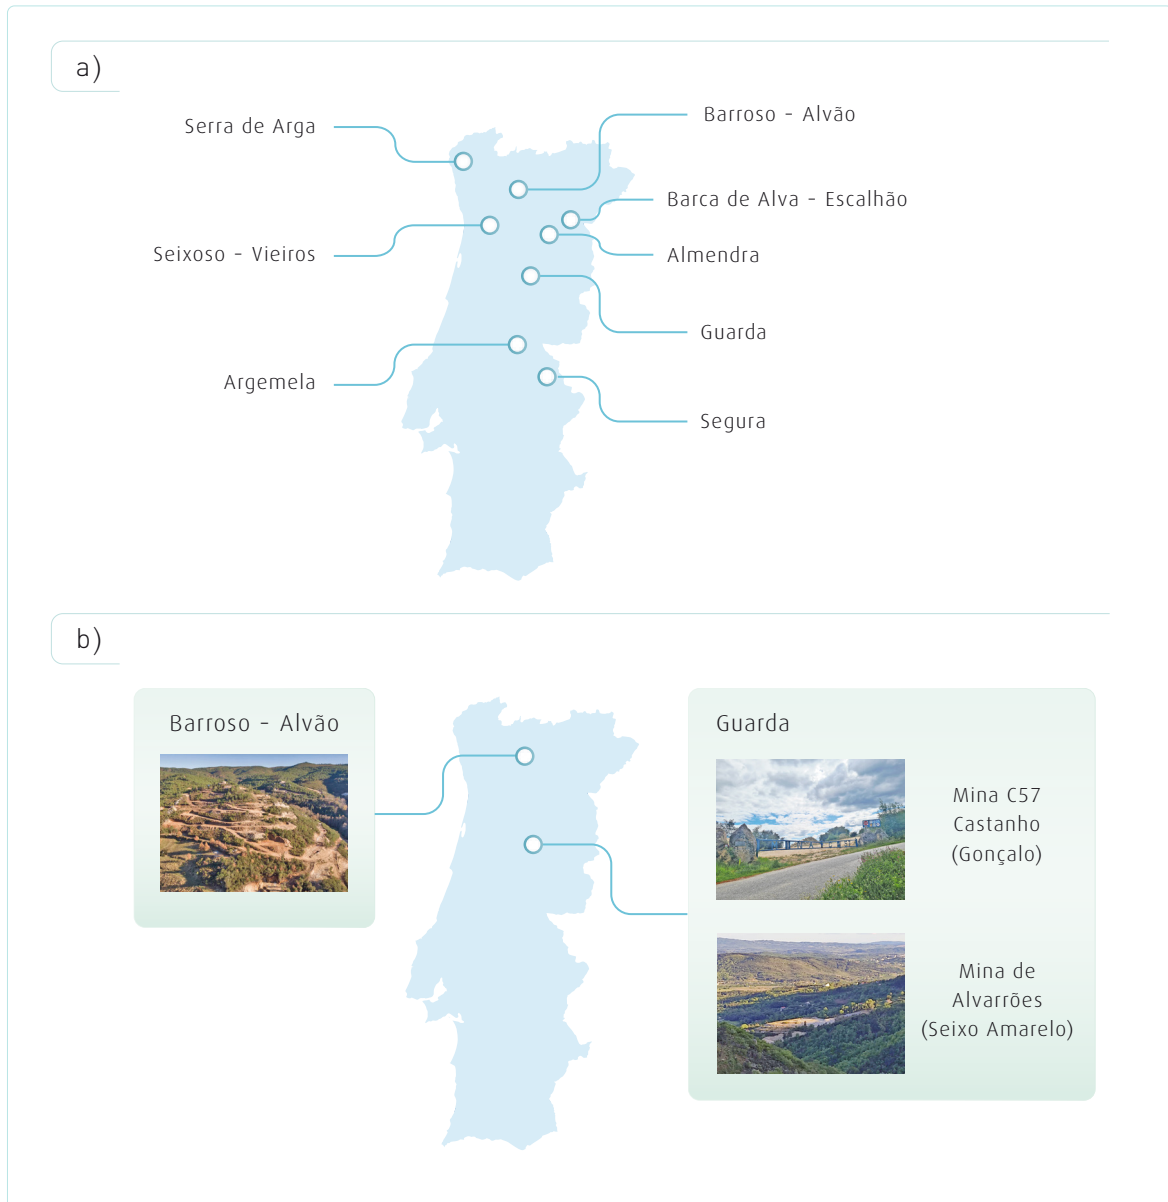 a)
Serra de Arga
Barroso - Alvão
Barca de Alva - Escalhão
Seixoso - Vieiros
Almendra
Guarda
Argemela
Segura
b)
Barroso - Alvão
Guarda
Mina C57
Castanho
(Gonçalo)
Mina de
Alvarrões
(Seixo Amarelo)